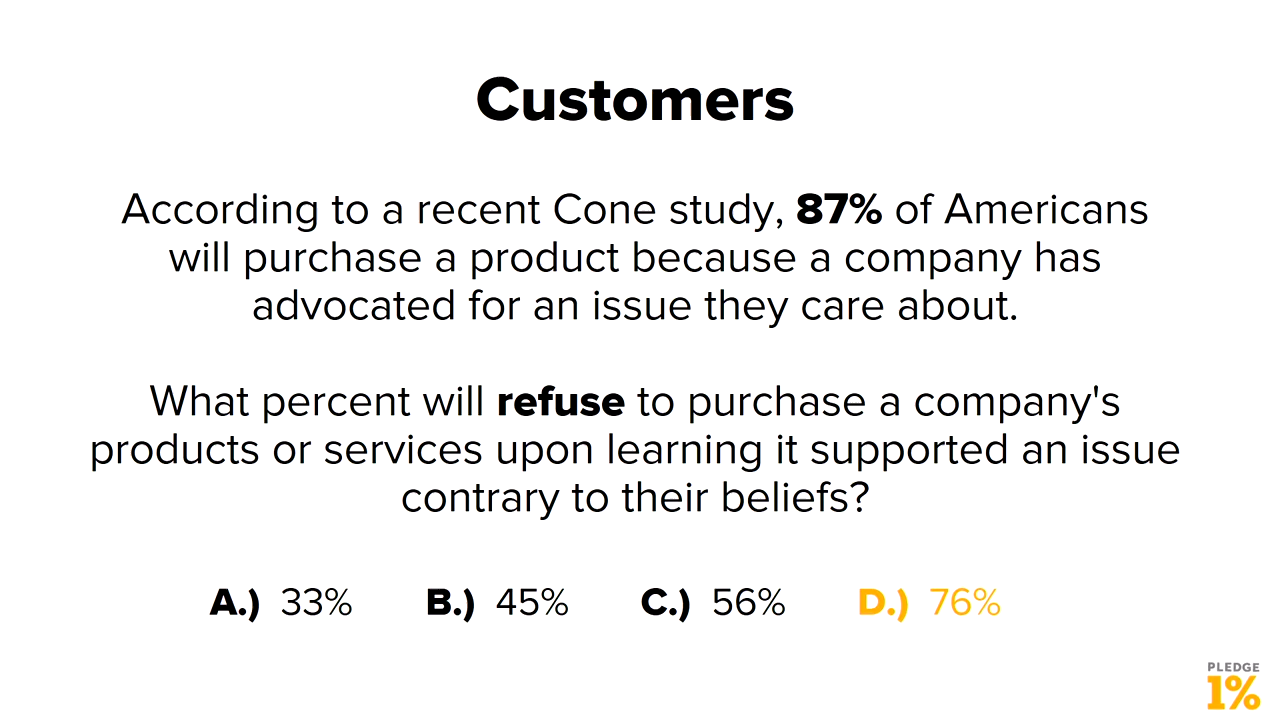 Customers
According to a recent Cone study, 87% of Americans
will purchase a product because a company has
advocated for an issue they care about.
What percent will refuse to purchase a company's
products or services upon learning it supported an issue
contrary to their beliefs?
A.) 33% B.) 45% C.) 56% D.) 76%
PLEDGE
1%